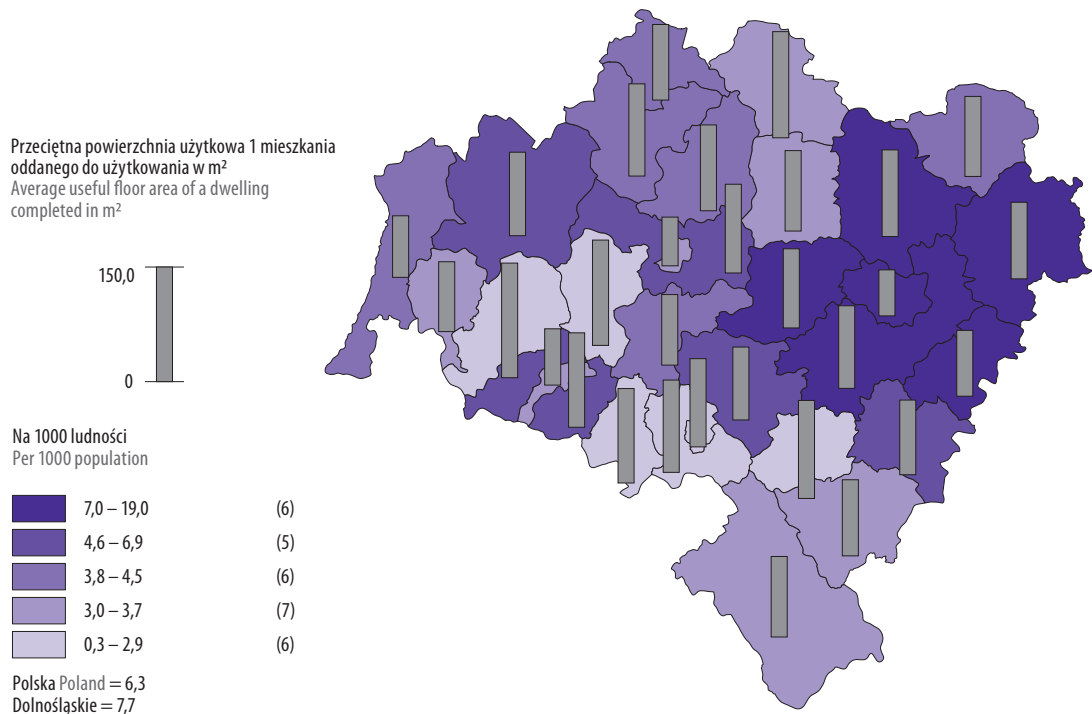 Przeciętna powierzchnia użytkowa 1 mieszkania
oddanego do użytkowania w m²
Average useful floor area of a dwelling
completed in m²
150,0
0
Na 1000 ludności
Per 1000 population
7,0 – 19,0 (6)
4,6 – 6,9 (5)
3,8 – 4,5 (6)
3,0 – 3,7 (7)
0,3 – 2,9 (6)
Polska Poland = 6,3
Dolnośląskie = 7,7